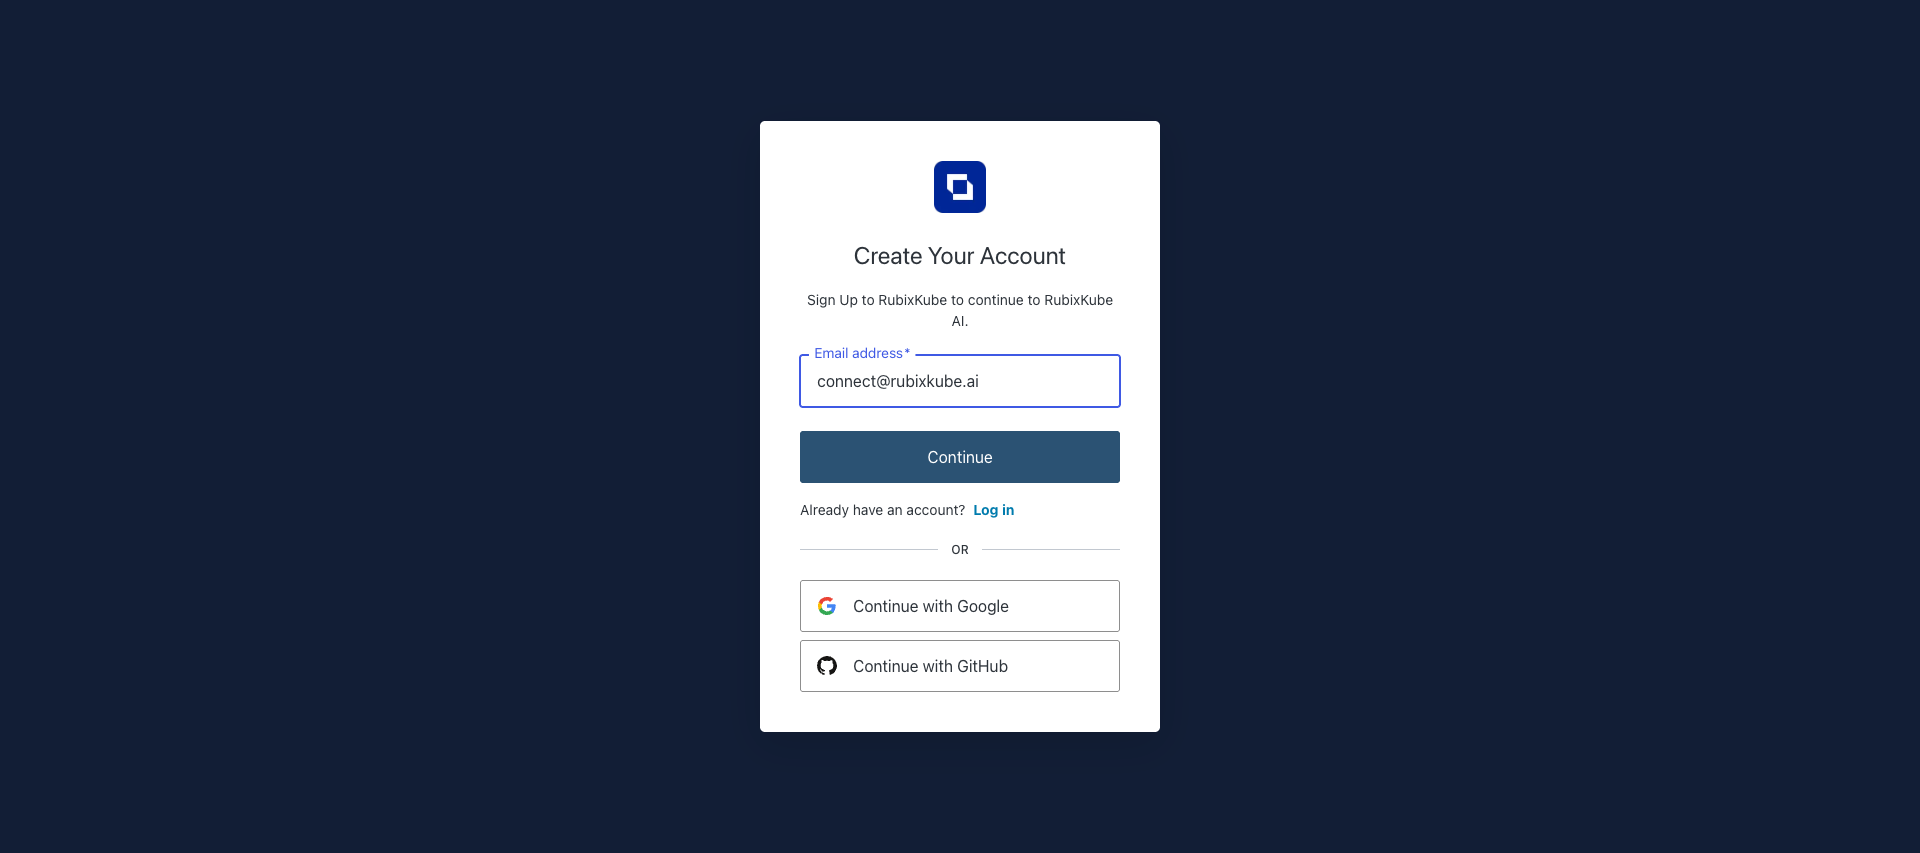 Create Your Account
Sign Up to RubixKube to continue to RubixKube
AI.
Email address*
connect@rubixkube.ai
Continue
Already have an account? Log in
OR
Continue with Google
Continue with GitHub